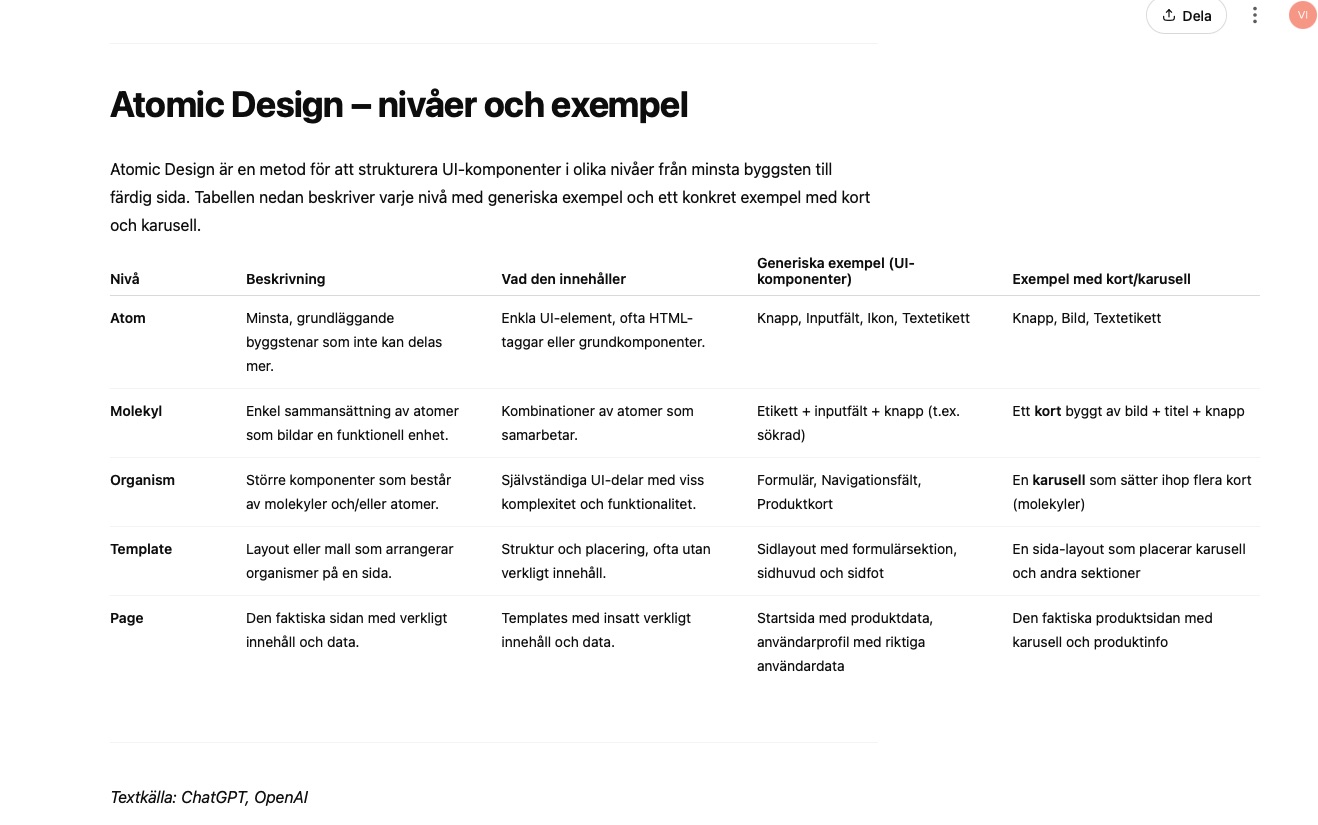 Dela
VI
Atomic Design – nivåer och exempel
Atomic Design är en metod för att strukturera UI-komponenter i olika nivåer från minsta byggsten till
färdig sida. Tabellen nedan beskriver varje nivå med generiska exempel och ett konkret exempel med kort
och karusell.
Nivå Beskrivning Vad den innehåller Generiska exempel (UI-
komponenter) Exempel med kort/karusell
Atom Minsta, grundläggande Enkla UI-element, ofta HTML- Knapp, Inputfält, Ikon, Textetikett Knapp, Bild, Textetikett
byggstenar som inte kan delas taggar eller grundkomponenter.
mer.
Molekyl Enkel sammansättning av atomer Kombinationer av atomer som Etikett + inputfält + knapp (t.ex. Ett kort byggt av bild + titel + knapp
som bildar en funktionell enhet. samarbetar. sökrad)
Organism Större komponenter som består Självständiga UI-delar med viss Formulär, Navigationsfält, En karusell som sätter ihop flera kort
av molekyler och/eller atomer. komplexitet och funktionalitet. Produktkort (molekyler)
Template Layout eller mall som arrangerar Struktur och placering, ofta utan Sidlayout med formulärsektion, En sida-layout som placerar karusell
organismer på en sida. verkligt innehåll. sidhuvud och sidfot och andra sektioner
Page Den faktiska sidan med verkligt Templates med insatt verkligt Startsida med produktdata, Den faktiska produktsidan med
innehåll och data. innehåll och data. användarprofil med riktiga karusell och produktinfo
användardata
Textkälla: ChatGPT, OpenAI